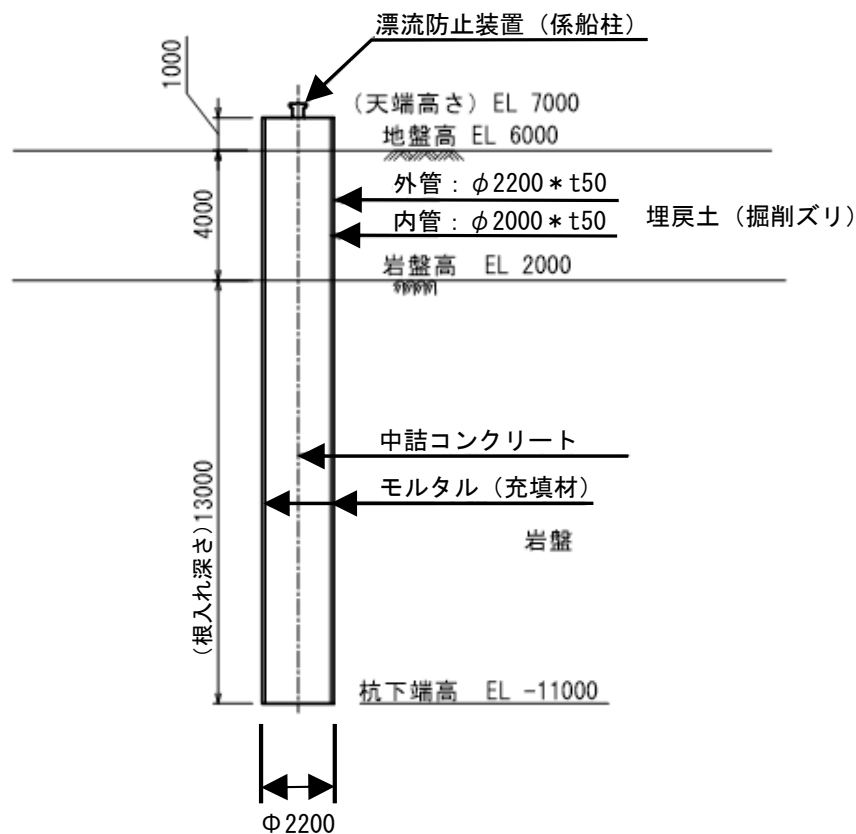 漂流防止装置（係船柱）
1000
（天端高さ）EL 7000
地盤高 EL 6000
外管：φ2200＊t50
内管：φ2000＊t50
埋戻土（掘削ズリ）
4000
岩盤高 EL 2000
中詰コンクリート
モルタル（充填材）
(根入れ深さ)13000
岩盤
杭下端高 EL -11000
Φ2200